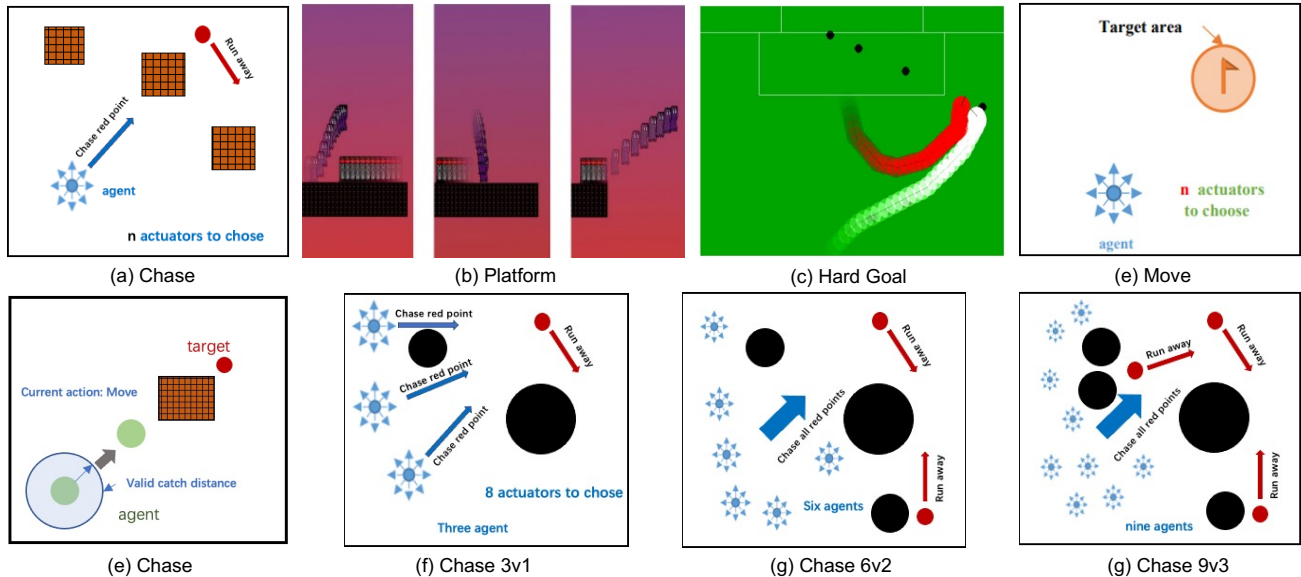 Run away
Chase red point
agent
n actuators to chose
(a) Chase
(b) Platform
(c) Hard Goal
Target area
n actuators
to choose
agent
(e) Move
target
Current action: Move
Valid catch distance
agent
(e) Chase
Chase red point
Run away
Chase red point
Chase red point
8 actuators to chose
Three agent
(f) Chase 3v1
Run away
Chase all red points
Run away
Six agents
(g) Chase 6v2
Run away
Run away
Chase all red points
Run away
nine agents
(g) Chase 9v3